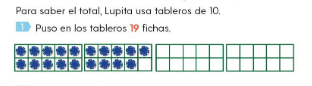 Para saber el total, Lupita usa tableros de 10.
1 Puso en los tableros 19 fichas.